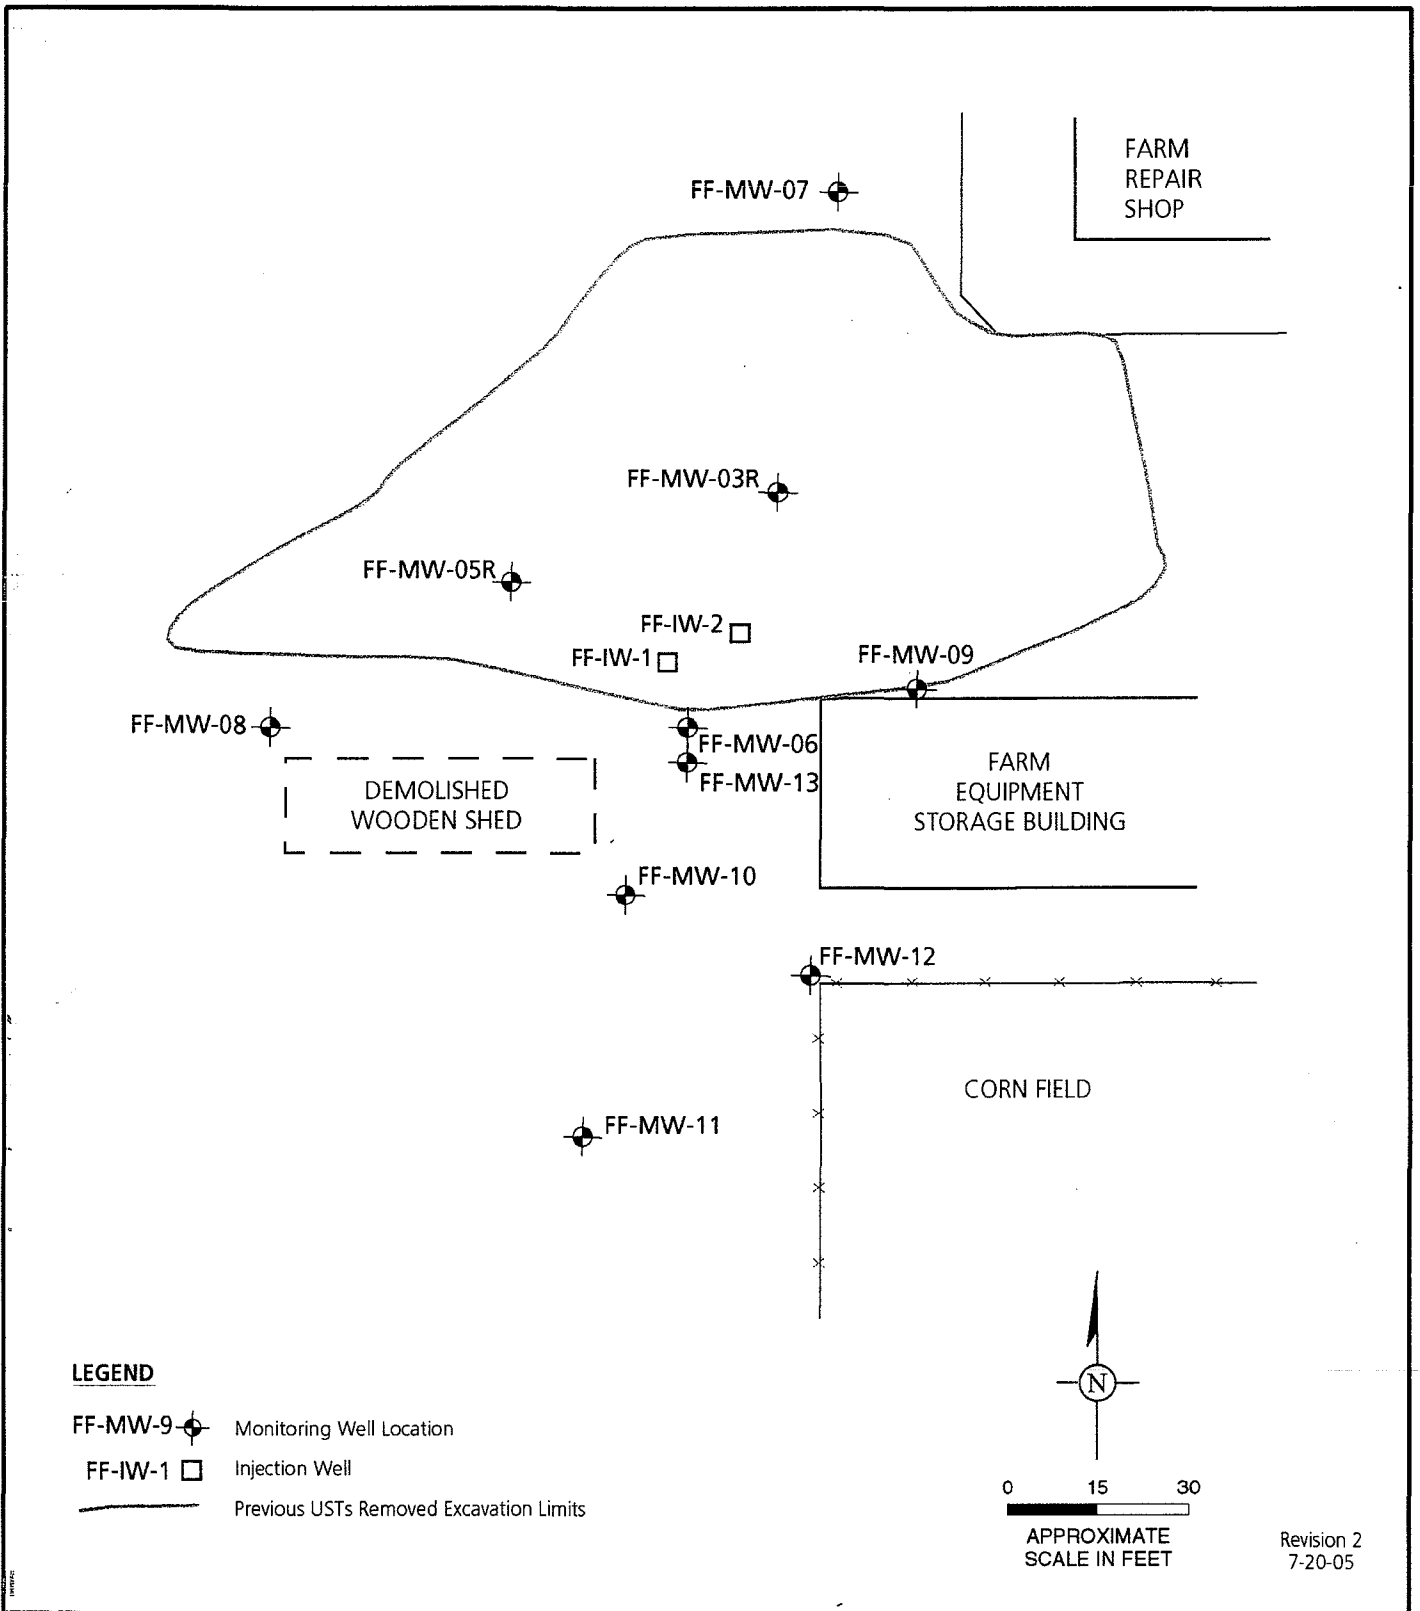 FARM
REPAIR
SHOP
FF-MW-07
FF-MW-03R
FF-MW-05R
FF-IW-2
FF-IW-1
FF-MW-09
FF-MW-08
FF-MW-06
FF-MW-13
DEMOLISHED
WOODEN SHED
FARM
EQUIPMENT
STORAGE BUILDING
FF-MW-10
FF-MW-12
CORN FIELD
FF-MW-11
LEGEND
FF-MW-9 Monitoring Well Location
FF-IW-1 Injection Well
Previous USTs Removed Excavation Limits
N
0 15 30
APPROXIMATE
SCALE IN FEET
Revision 2
7-20-05